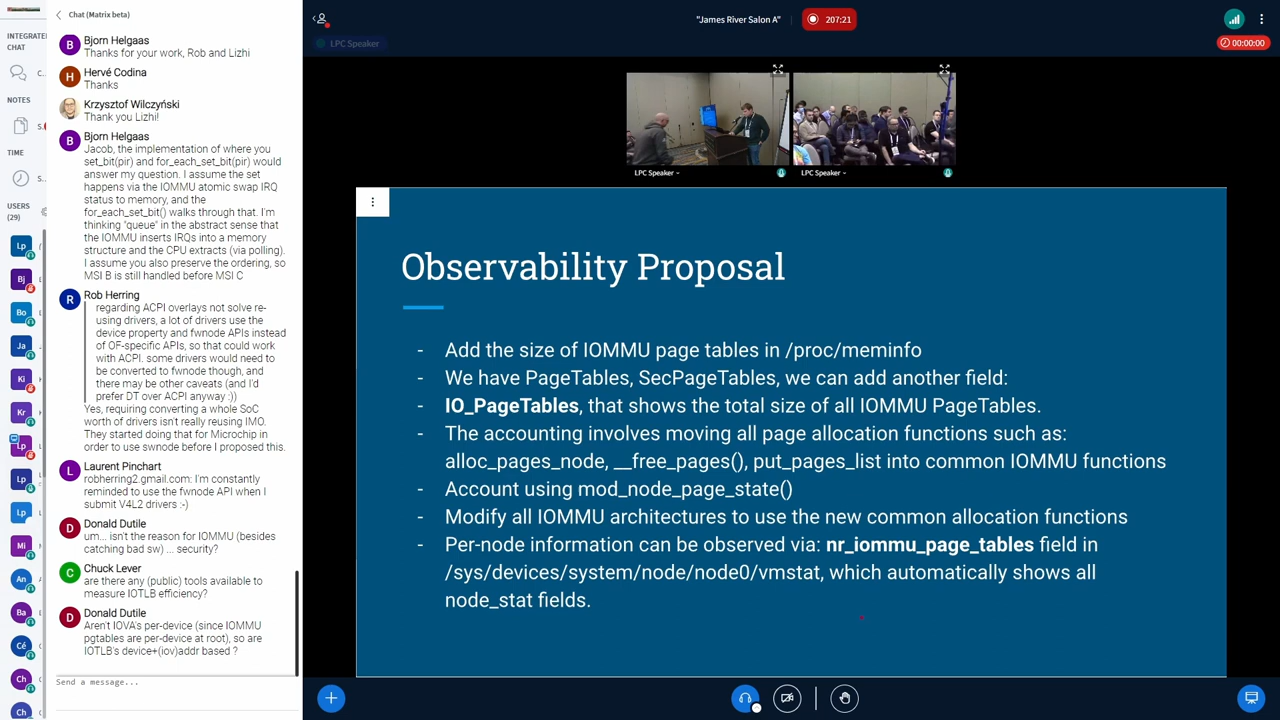 Chat (Matrix beta)
INTEGRATE
CHAT
C.
NOTES
S.
TIME
S.
USERS
(29)
Lp
Bj
Bo
Ja
Ki
Kr
Lp
Lp
Lp
Mi
An
Ba
Cé
Ch
Ch
B
Bjorn Helgaas
Thanks for your work, Rob and Lizhi
H
Hervé Codina
Thanks
Krzysztof Wilczyński
Thank you Lizhi!
B
Bjorn Helgaas
Jacob, the implementation of where you
set_bit(pir) and for_each_set_bit(pir) would
answer my question. I assume the set
happens via the IOMMU atomic swap IRQ
status to memory, and the
for_each_set_bit() walks through that. I'm
thinking "queue" in the abstract sense that
the IOMMU inserts IRQs into a memory
structure and the CPU extracts (via polling).
I assume you also preserve the ordering, so
MSI B is still handled before MSI C
R
Rob Herring
regarding ACPI overlays not solve re-
using drivers, a lot of drivers use the
device property and fwnode APIs instead
of OF-specific APIs, so that could work
with ACPI. some drivers would need to
be converted to fwnode though, and
there may be other caveats (and I'd
prefer DT over ACPI anyway :))
Yes, requiring converting a whole SoC
worth of drivers isn't really reusing IMO.
They started doing that for Microchip in
order to use swnode before I proposed this.
L
Laurent Pinchart
robherring2.gmail.com: I'm constantly
reminded to use the fwnode API when I
submit V4L2 drivers :-)
D
Donald Dutile
um... isn't the reason for IOMMU (besides
catching bad sw) ... security?
C
Chuck Lever
are there any (public) tools available to
measure IOTLB efficiency?
D
Donald Dutile
Aren't IOVA's per-device (since IOMMU
pgtables are per-device at root), so are
IOTLB's device+(iov)addr based ?
Send a message...
"James River Salon A"
207:21
00:00:00
LPC Speaker
LPC Speaker
LPC Speaker
Observability Proposal
- Add the size of IOMMU page tables in /proc/meminfo
- We have PageTables, SecPageTables, we can add another field:
- IO_PageTables, that shows the total size of all IOMMU PageTables.
- The accounting involves moving all page allocation functions such as:
alloc_pages_node, __free_pages(), put_pages_list into common IOMMU functions
- Account using mod_node_page_state()
- Modify all IOMMU architectures to use the new common allocation functions
- Per-node information can be observed via: nr_iommu_page_tables field in
/sys/devices/system/node/node0/vmstat, which automatically shows all
node_stat fields.